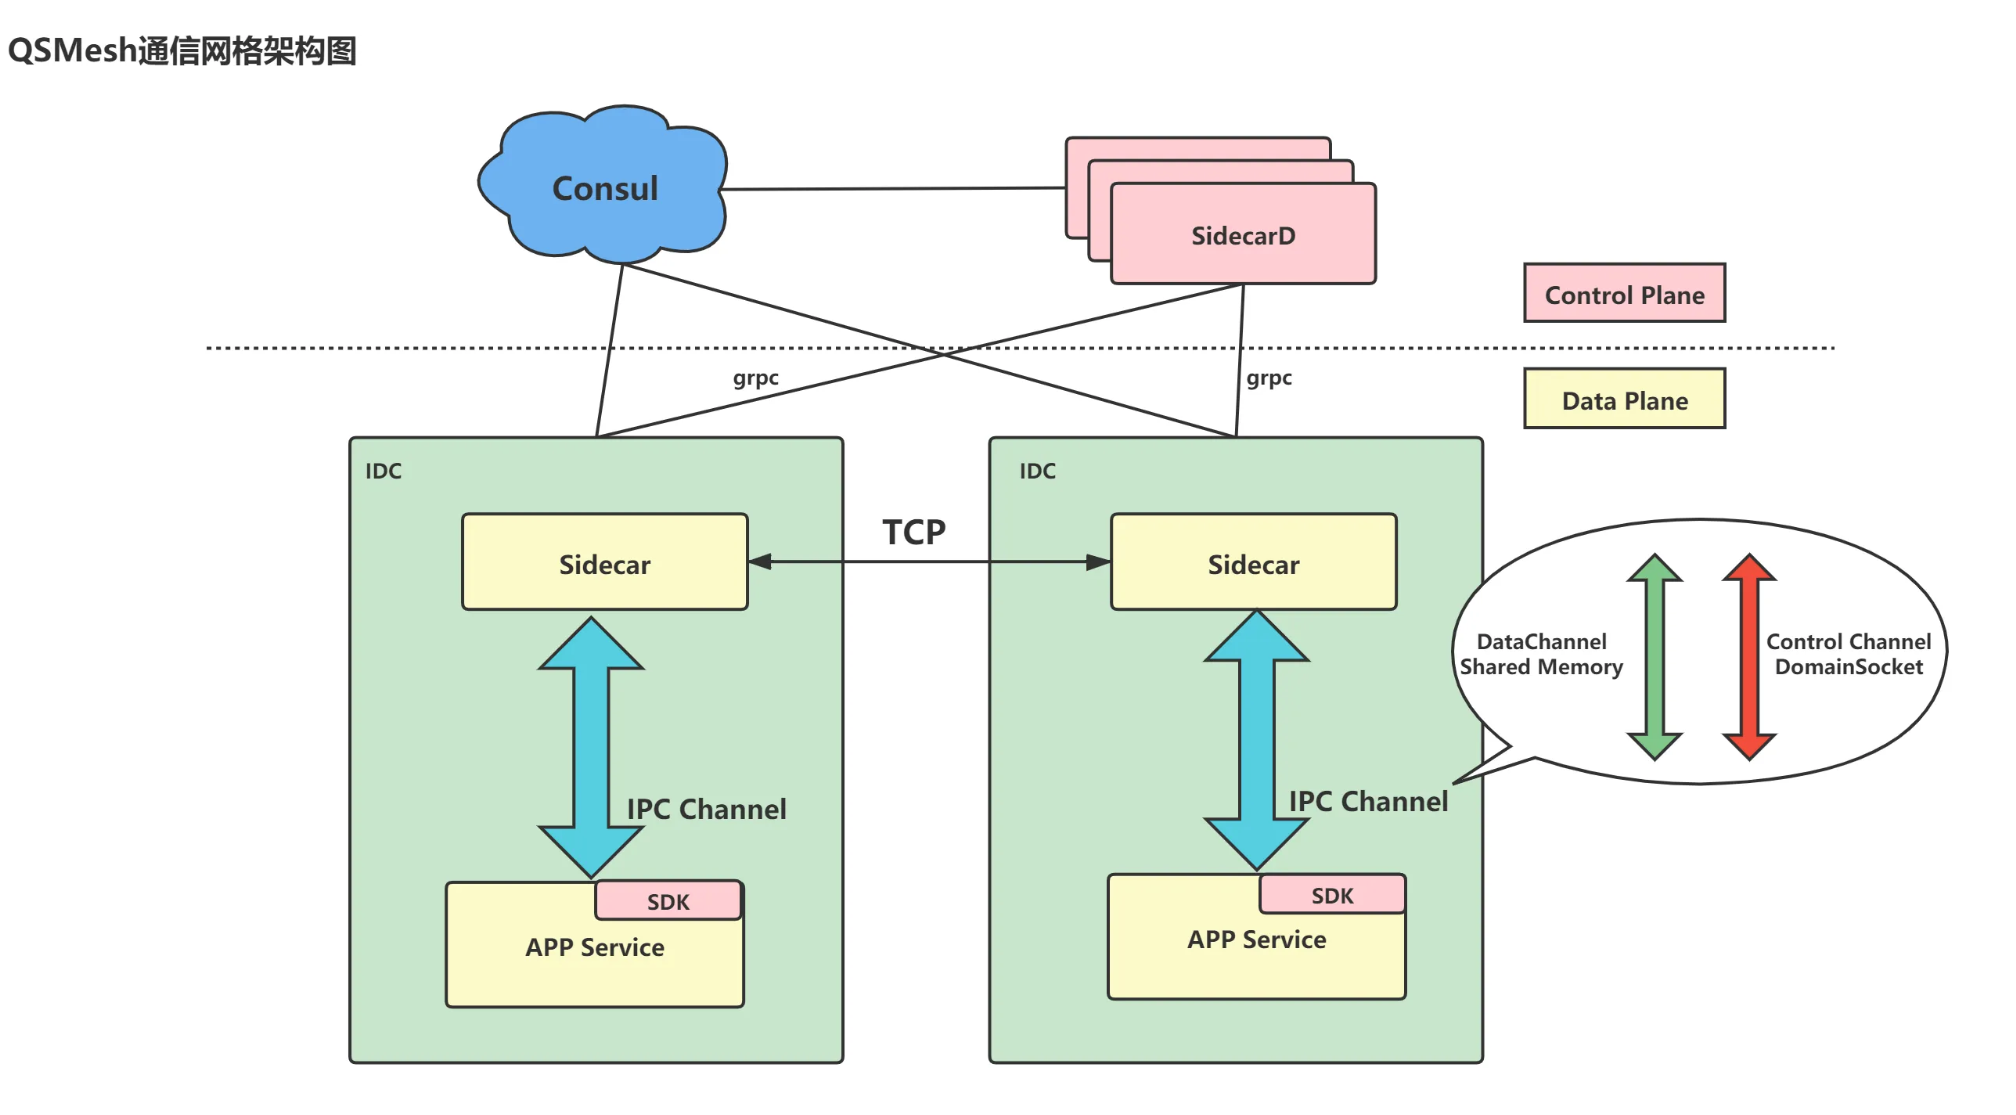 QSMesh通信网格架构图
Consul
SidecarD
Control Plane
grpc
grpc
Data Plane
IDC
IDC
TCP
Sidecar
Sidecar
DataChannel
Shared Memory
Control Channel
DomainSocket
IPC Channel
IPC Channel
SDK
APP Service
SDK
APP Service